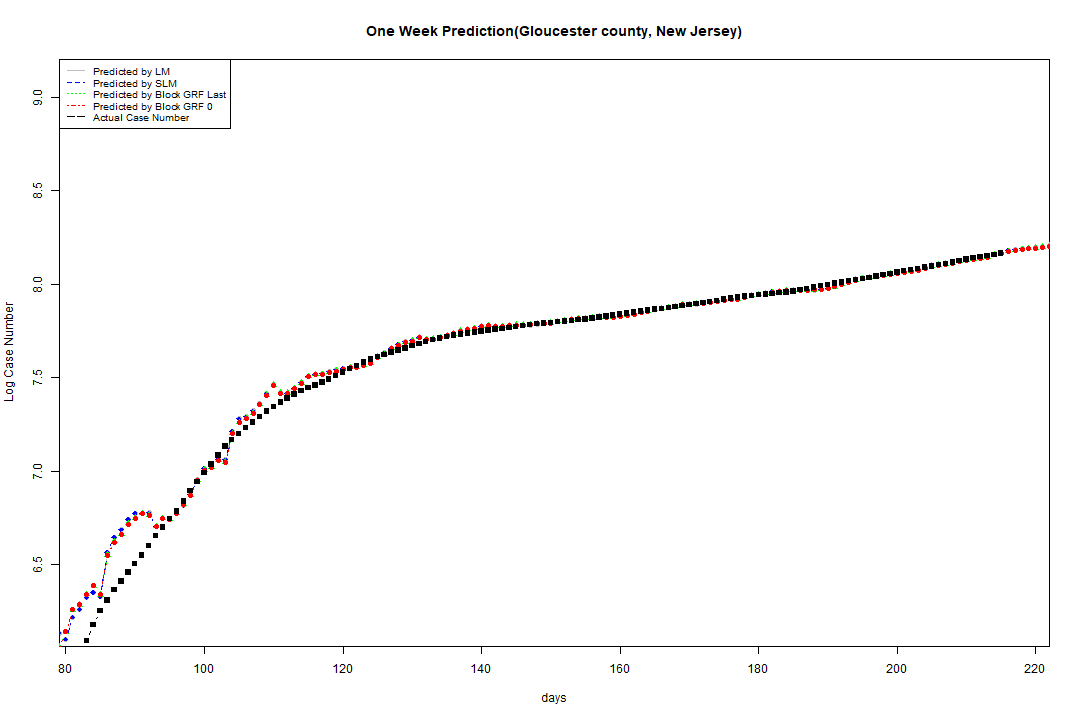 One Week Prediction(Gloucester county, New Jersey)
Predicted by LM
Predicted by SLM
Predicted by Block GRF Last
Predicted by Block GRF 0
Actual Case Number
9.0
8.5
8.0
7.5
7.0
6.5
Log Case Number
80 100 120 140 160 180 200 220
days